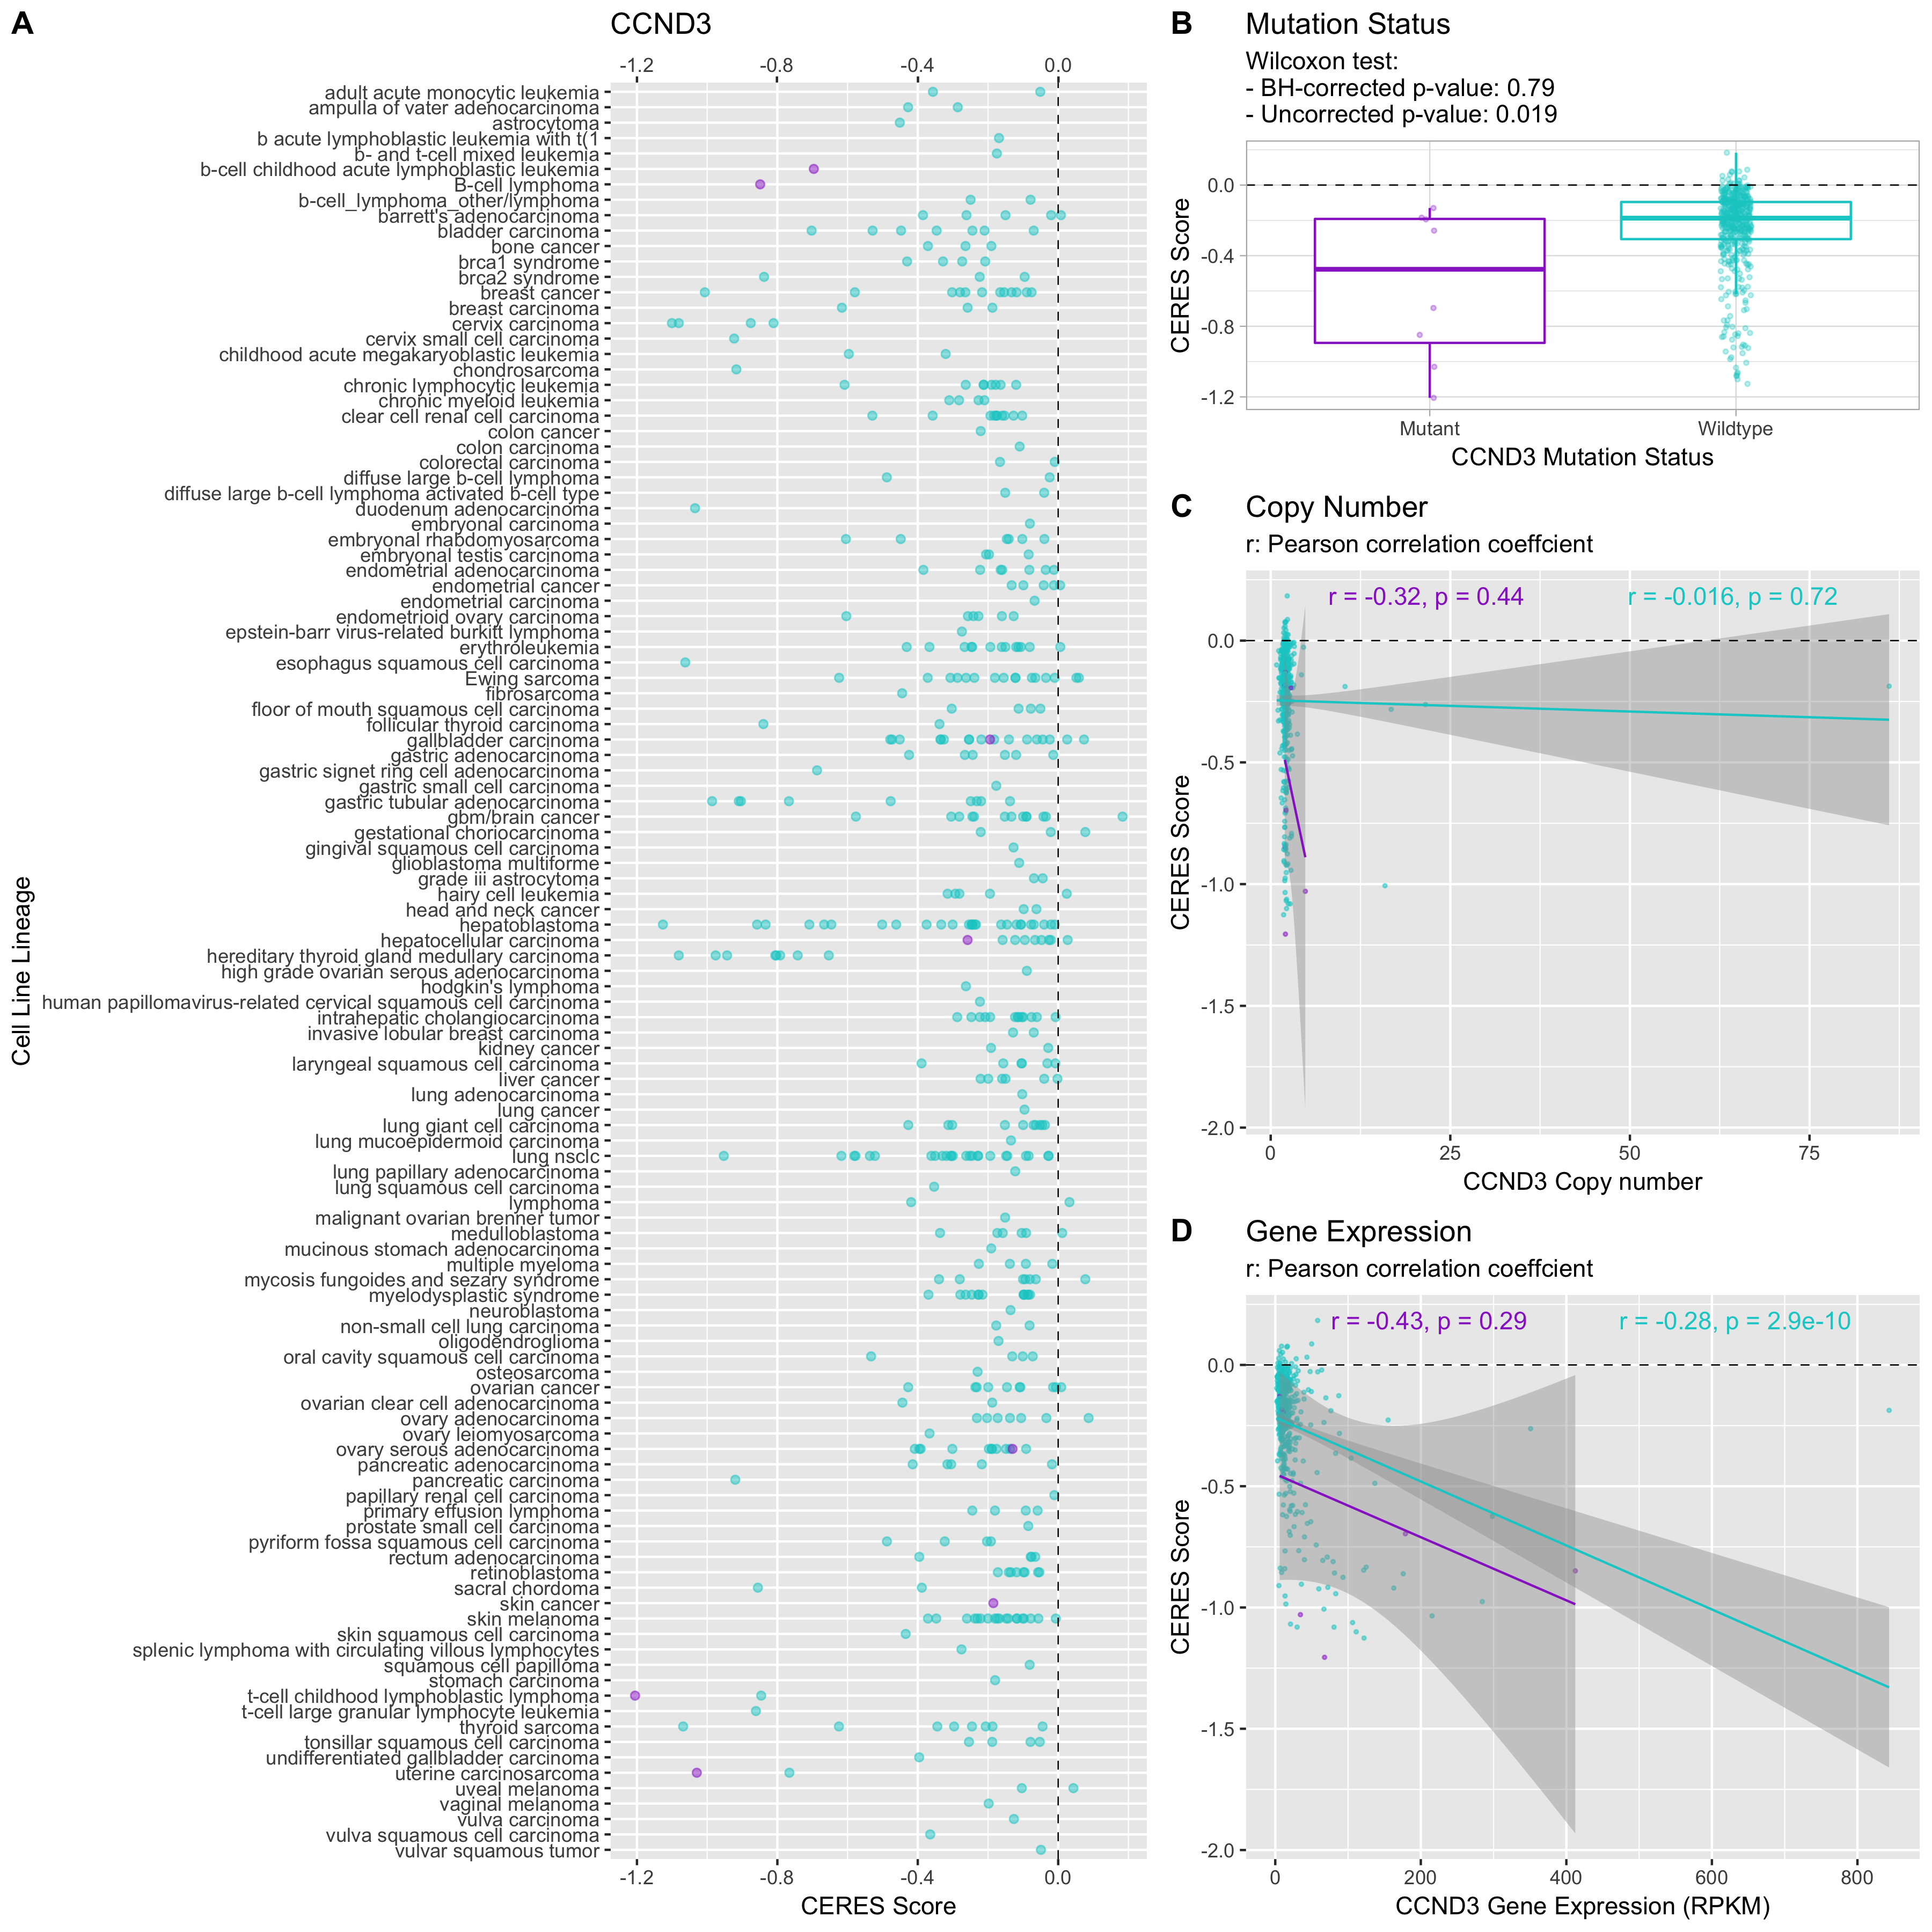 A
CCND3
-1.2 -0.8 -0.4 0.0
Cell Line Lineage
adult acute monocytic leukemia
ampulla of vater adenocarcinoma
astrocytoma
b acute lymphoblastic leukemia with t(1
b- and t-cell mixed leukemia
b-cell childhood acute lymphoblastic leukemia
B-cell lymphoma
b-cell_lymphoma_other/lymphoma
barrett's adenocarcinoma
bladder carcinoma
bone cancer
brca1 syndrome
brca2 syndrome
breast cancer
breast carcinoma
cervix carcinoma
cervix small cell carcinoma
childhood acute megakaryoblastic leukemia
chondrosarcoma
chronic lymphocytic leukemia
chronic myeloid leukemia
clear cell renal cell carcinoma
colon cancer
colon carcinoma
colorectal carcinoma
diffuse large b-cell lymphoma
diffuse large b-cell lymphoma activated b-cell type
duodenum adenocarcinoma
embryonal carcinoma
embryonal rhabdomyosarcoma
embryonal testis carcinoma
endometrial adenocarcinoma
endometrial cancer
endometrial carcinoma
endometrioid ovary carcinoma
epstein-barr virus-related burkitt lymphoma
erythroleukemia
esophagus squamous cell carcinoma
Ewing sarcoma
fibrosarcoma
floor of mouth squamous cell carcinoma
follicular thyroid carcinoma
gallbladder carcinoma
gastric adenocarcinoma
gastric signet ring cell adenocarcinoma
gastric small cell carcinoma
gastric tubular adenocarcinoma
gbm/brain cancer
gestational choriocarcinoma
gingival squamous cell carcinoma
glioblastoma multiforme
grade iii astrocytoma
hairy cell leukemia
head and neck cancer
hepatoblastoma
hepatocellular carcinoma
hereditary thyroid gland medullary carcinoma
high grade ovarian serous adenocarcinoma
hodgkin's lymphoma
human papillomavirus-related cervical squamous cell carcinoma
intrahepatic cholangiocarcinoma
invasive lobular breast carcinoma
kidney cancer
laryngeal squamous cell carcinoma
liver cancer
lung adenocarcinoma
lung cancer
lung giant cell carcinoma
lung mucoepidermoid carcinoma
lung nsclc
lung papillary adenocarcinoma
lung squamous cell carcinoma
lymphoma
malignant ovarian brenner tumor
medulloblastoma
mucinous stomach adenocarcinoma
multiple myeloma
mycosis fungoides and sezary syndrome
myelodysplastic syndrome
neuroblastoma
non-small cell lung carcinoma
oligodendroglioma
oral cavity squamous cell carcinoma
osteosarcoma
ovarian cancer
ovarian clear cell adenocarcinoma
ovary adenocarcinoma
ovary leiomyosarcoma
ovary serous adenocarcinoma
pancreatic adenocarcinoma
pancreatic carcinoma
papillary renal cell carcinoma
primary effusion lymphoma
prostate small cell carcinoma
pyriform fossa squamous cell carcinoma
rectum adenocarcinoma
retinoblastoma
sacral chordoma
skin cancer
skin melanoma
skin squamous cell carcinoma
splenic lymphoma with circulating villous lymphocytes
squamous cell papilloma
stomach carcinoma
t-cell childhood lymphoblastic lymphoma
t-cell large granular lymphocyte leukemia
thyroid sarcoma
tonsillar squamous cell carcinoma
undifferentiated gallbladder carcinoma
uterine carcinosarcoma
uveal melanoma
vaginal melanoma
vulva carcinoma
vulva squamous cell carcinoma
vulvar squamous tumor
-1.2 -0.8 -0.4 0.0
CERES Score
B
Mutation Status
Wilcoxon test:
- BH-corrected p-value: 0.79
- Uncorrected p-value: 0.019
CERES Score
0.0
-0.4
-0.8
-1.2
Mutant Wildtype
CCND3 Mutation Status
C
Copy Number
r: Pearson correlation coeffcient
r = -0.32, p = 0.44 r = -0.016, p = 0.72
CERES Score
0.0
-0.5
-1.0
-1.5
-2.0
0 25 50 75
CCND3 Copy number
D
Gene Expression
r: Pearson correlation coeffcient
r = -0.43, p = 0.29 r = -0.28, p = 2.9e-10
CERES Score
0.0
-0.5
-1.0
-1.5
-2.0
0 200 400 600 800
CCND3 Gene Expression (RPKM)